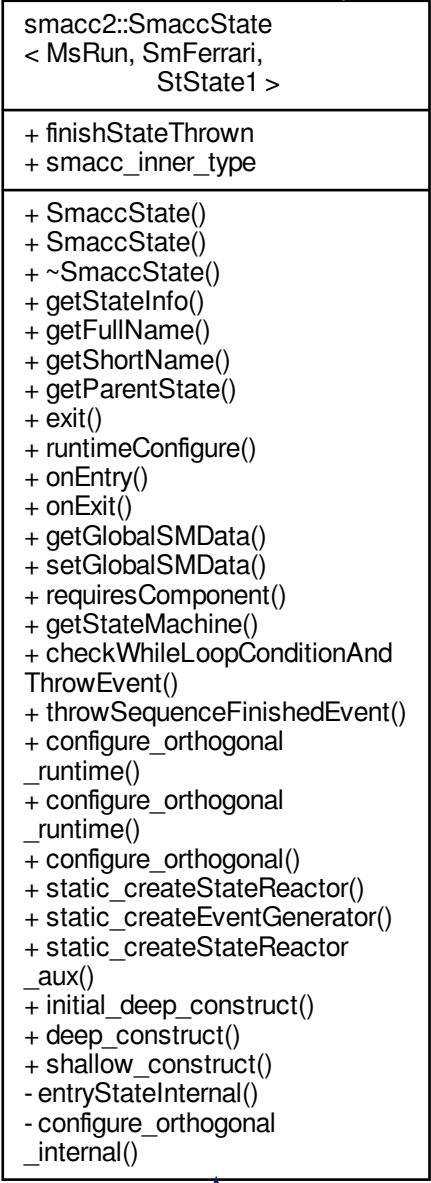 smacc2::SmaccState
< MsRun, SmFerrari,
StState1 >
+ finishStateThrown
+ smacc_inner_type
+ SmaccState()
+ SmaccState()
+ ~SmaccState()
+ getStateInfo()
+ getFullName()
+ getShortName()
+ getParentState()
+ exit()
+ runtimeConfigure()
+ onEntry()
+ onExit()
+ getGlobalSMData()
+ setGlobalSMData()
+ requiresComponent()
+ getStateMachine()
+ checkWhileLoopConditionAnd
ThrowEvent()
+ throwSequenceFinishedEvent()
+ configure_orthogonal
_runtime()
+ configure_orthogonal
_runtime()
+ configure_orthogonal()
+ static_createStateReactor()
+ static_createEventGenerator()
+ static_createStateReactor
_aux()
+ initial_deep_construct()
+ deep_construct()
+ shallow_construct()
- entryStateInternal()
- configure_orthogonal
_internal()